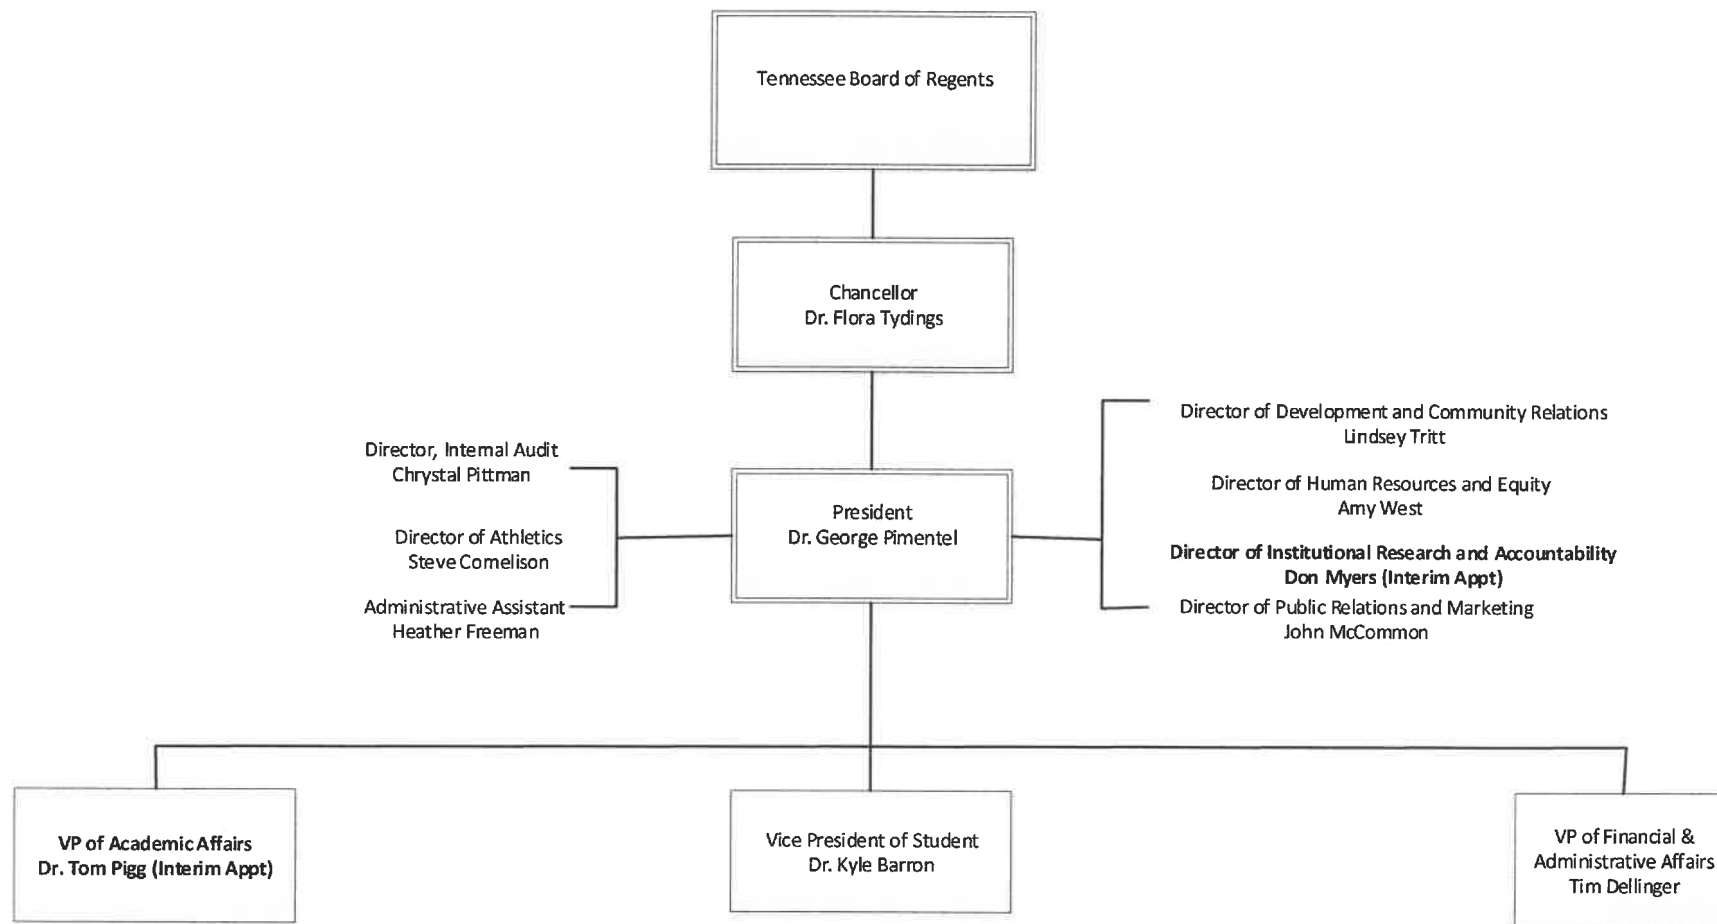 Tennessee Board of Regents
Chancellor
Dr. Flora Tydings
Director, Internal Audit
Chrystal Pittman
Director of Athletics
Steve Cornelison
Administrative Assistant
Heather Freeman
President
Dr. George Pimentel
Director of Development and Community Relations
Lindsey Tritt
Director of Human Resources and Equity
Amy West
Director of Institutional Research and Accountability
Don Myers (Interim Appt)
Director of Public Relations and Marketing
John McCommon
VP of Academic Affairs
Dr. Tom Pigg (Interim Appt)
Vice President of Student
Dr. Kyle Barron
VP of Financial &
Administrative Affairs
Tim Dellinger